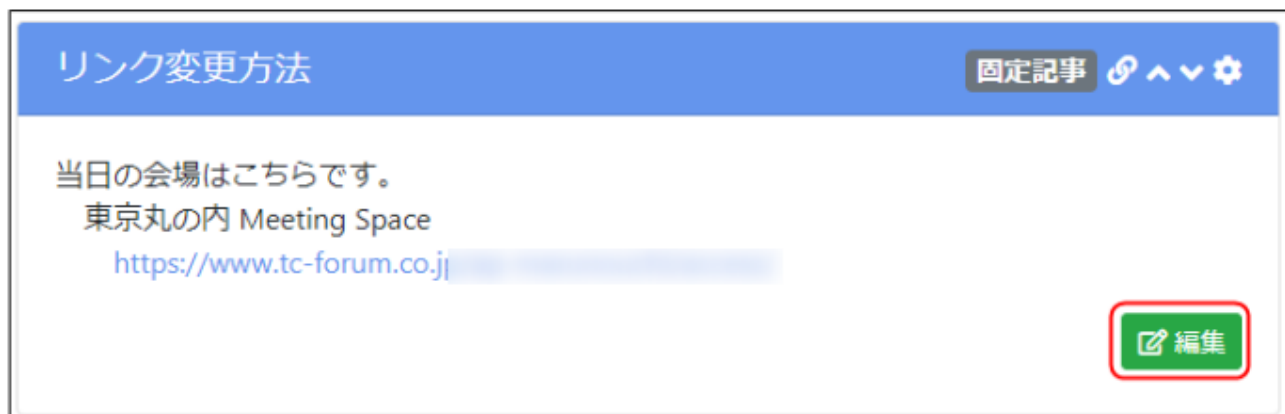 リンク変更方法 固定記事
当日の会場はこちらです。
東京丸の内 Meeting Space
https://www.tc-forum.co.j
編集